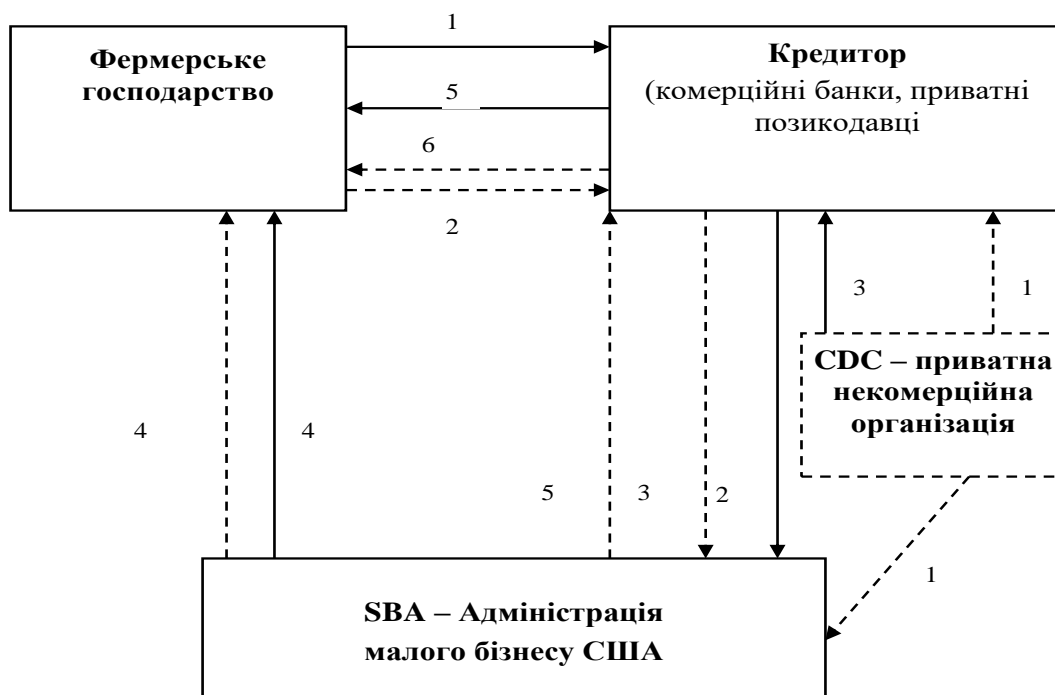 1
Фермерське
господарство
Кредитор
(комерційні банки, приватні
позикодавці
5
6
2
3
1
CDC – приватна
некомерційна
організація
4
4
5
3
2
1
SBA – Адміністрація
малого бізнесу США